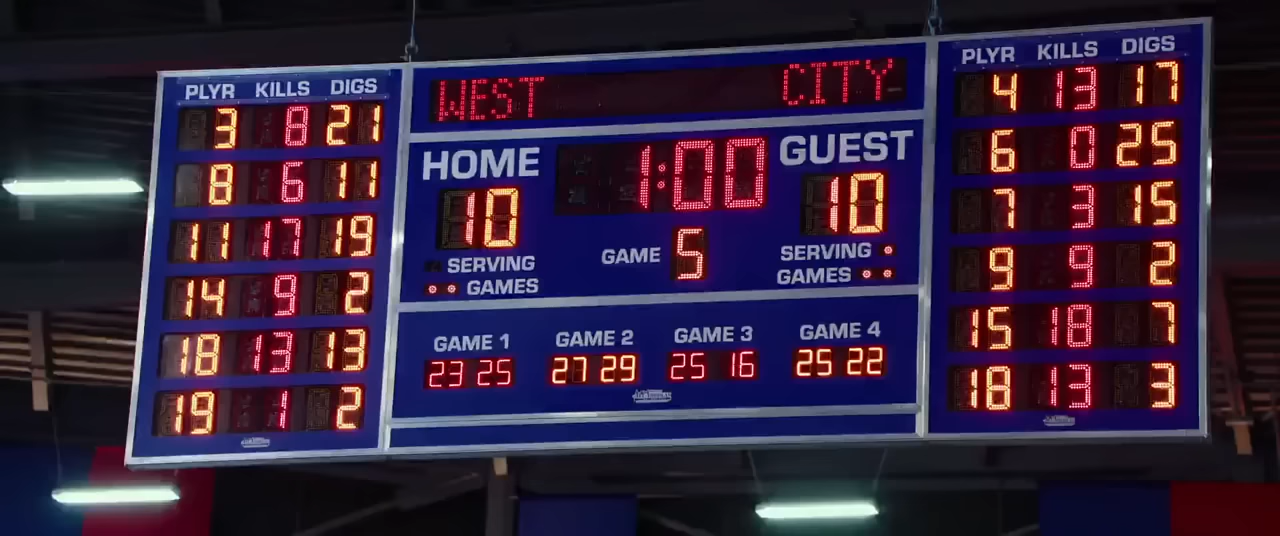 PLYR KILLS DIGS
3 8 21
8 6 11
11 17 19
14 9 2
18 13 13
19 1 2
WEST CITY
HOME 1:00 GUEST
10 10
GAME 5
SERVING SERVING
GAMES GAMES
GAME 1 GAME 2 GAME 3 GAME 4
23 25 27 29 25 16 25 22
PLYR KILLS DIGS
4 13 17
6 0 25
7 3 15
9 9 2
15 18 7
18 13 3